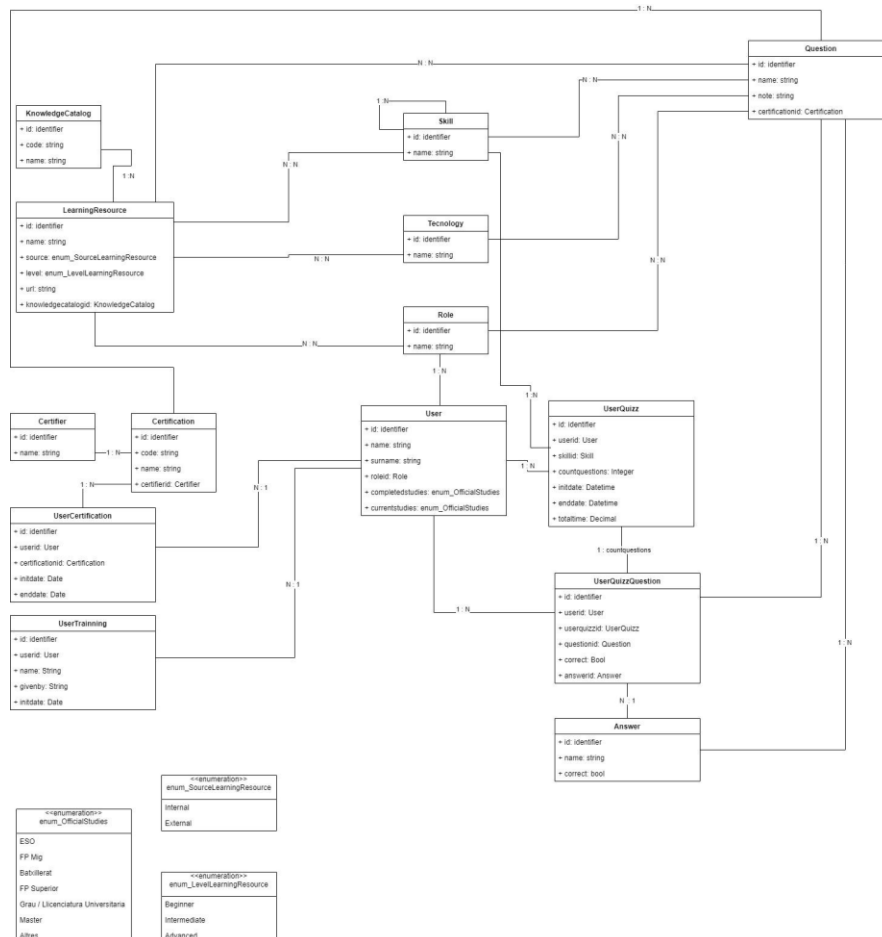 1: N
Question
+ id: identifier
+ name: string
+ note: string
+ certificationid: Certification
N : N
N : N
KnowledgeCatalog
+ id: identifier
+ code: string
+ name: string
1 :N
1 :N
Skill
+ id: identifier
+ name: string
N : N
N : N
LearningResource
+ id: identifier
+ name: string
+ source: enum_SourceLearningResource
+ level: enum_LevelLearningResource
+ url: string
+ knowledgecatalogid: KnowledgeCatalog
Tecnology
+ id: identifier
+ name: string
N : N
N : N
Role
+ id: identifier
+ name: string
N : N
1: N
1 :N
Certifier
+ id: identifier
+ name: string
1 : N
Certification
+ id: identifier
+ code: string
+ name: string
+ certifierid: Certifier
1 : N
User
+ id: identifier
+ name: string
+ surname: string
+ roleid: Role
+ completedstudies: enum_OfficialStudies
+ currentstudies: enum_OfficialStudies
1: N
UserQuizz
+ id: identifier
+ userid: User
+ skillid: Skill
+ countquestions: Integer
+ initdate: Datetime
+ enddate: Datetime
+ totaltime: Decimal
N : 1
UserCertification
+ id: identifier
+ userid: User
+ certificationid: Certification
+ initdate: Date
+ enddate: Date
1 : countquestions
1 : N
N : 1
UserQuizzQuestion
+ id: identifier
+ userid: User
+ userquizzid: UserQuizz
+ questionid: Question
+ correct: Bool
+ answerid: Answer
1: N
UserTrainning
+ id: identifier
+ userid: User
+ name: String
+ givenby: String
+ initdate: Date
1 : N
N : 1
Answer
+ id: identifier
+ name: string
+ correct: bool
<<enumeration>>
enum_SourceLearningResource
Internal
External
<<enumeration>>
enum_OfficialStudies
ESO
FP Mig
Batxillerat
FP Superior
Grau / Llicenciatura Universitaria
Master
Altres
<<enumeration>>
enum_LevelLearningResource
Beginner
Intermediate
Advanced